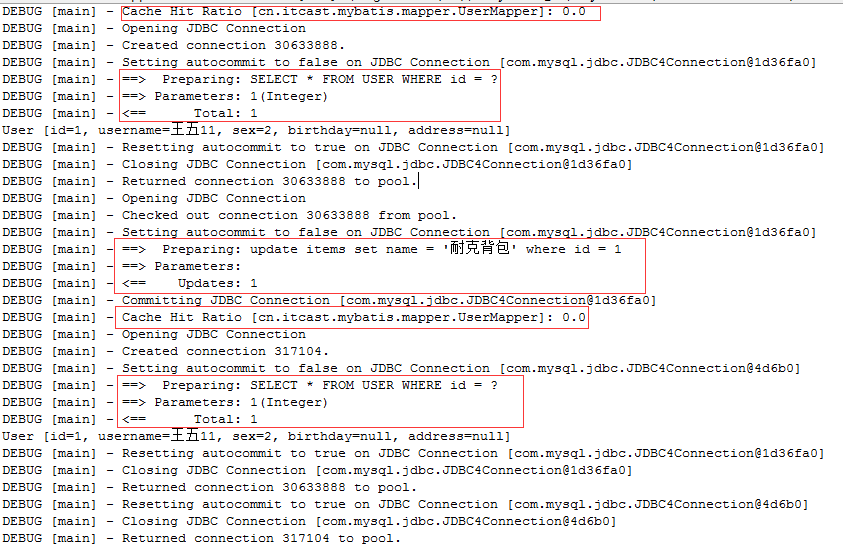 DEBUG [main] - Cache Hit Ratio [cn.itcast.mybatis.mapper.UserMapper]: 0.0
DEBUG [main] - Opening JDBC Connection
DEBUG [main] - Created connection 30633888.
DEBUG [main] - Setting autocommit to false on JDBC Connection [com.mysql.jdbc.JDBC4Connection@1d36fa0]
DEBUG [main] - ==>  Preparing: SELECT * FROM USER WHERE id = ?
DEBUG [main] - ==> Parameters: 1(Integer)
DEBUG [main] - <==      Total: 1
User [id=1, username=王五11, sex=2, birthday=null, address=null]
DEBUG [main] - Resetting autocommit to true on JDBC Connection [com.mysql.jdbc.JDBC4Connection@1d36fa0]
DEBUG [main] - Closing JDBC Connection [com.mysql.jdbc.JDBC4Connection@1d36fa0]
DEBUG [main] - Returned connection 30633888 to pool.
DEBUG [main] - Opening JDBC Connection
DEBUG [main] - Checked out connection 30633888 from pool.
DEBUG [main] - Setting autocommit to false on JDBC Connection [com.mysql.jdbc.JDBC4Connection@1d36fa0]
DEBUG [main] - ==>  Preparing: update items set name = '耐克背包' where id = 1
DEBUG [main] - ==> Parameters:
DEBUG [main] - <==    Updates: 1
DEBUG [main] - Committing JDBC Connection [com.mysql.jdbc.JDBC4Connection@1d36fa0]
DEBUG [main] - Cache Hit Ratio [cn.itcast.mybatis.mapper.UserMapper]: 0.0
DEBUG [main] - Opening JDBC Connection
DEBUG [main] - Created connection 317104.
DEBUG [main] - Setting autocommit to false on JDBC Connection [com.mysql.jdbc.JDBC4Connection@4d6b0]
DEBUG [main] - ==>  Preparing: SELECT * FROM USER WHERE id = ?
DEBUG [main] - ==> Parameters: 1(Integer)
DEBUG [main] - <==      Total: 1
User [id=1, username=王五11, sex=2, birthday=null, address=null]
DEBUG [main] - Resetting autocommit to true on JDBC Connection [com.mysql.jdbc.JDBC4Connection@1d36fa0]
DEBUG [main] - Closing JDBC Connection [com.mysql.jdbc.JDBC4Connection@1d36fa0]
DEBUG [main] - Returned connection 30633888 to pool.
DEBUG [main] - Resetting autocommit to true on JDBC Connection [com.mysql.jdbc.JDBC4Connection@4d6b0]
DEBUG [main] - Closing JDBC Connection [com.mysql.jdbc.JDBC4Connection@4d6b0]
DEBUG [main] - Returned connection 317104 to pool.